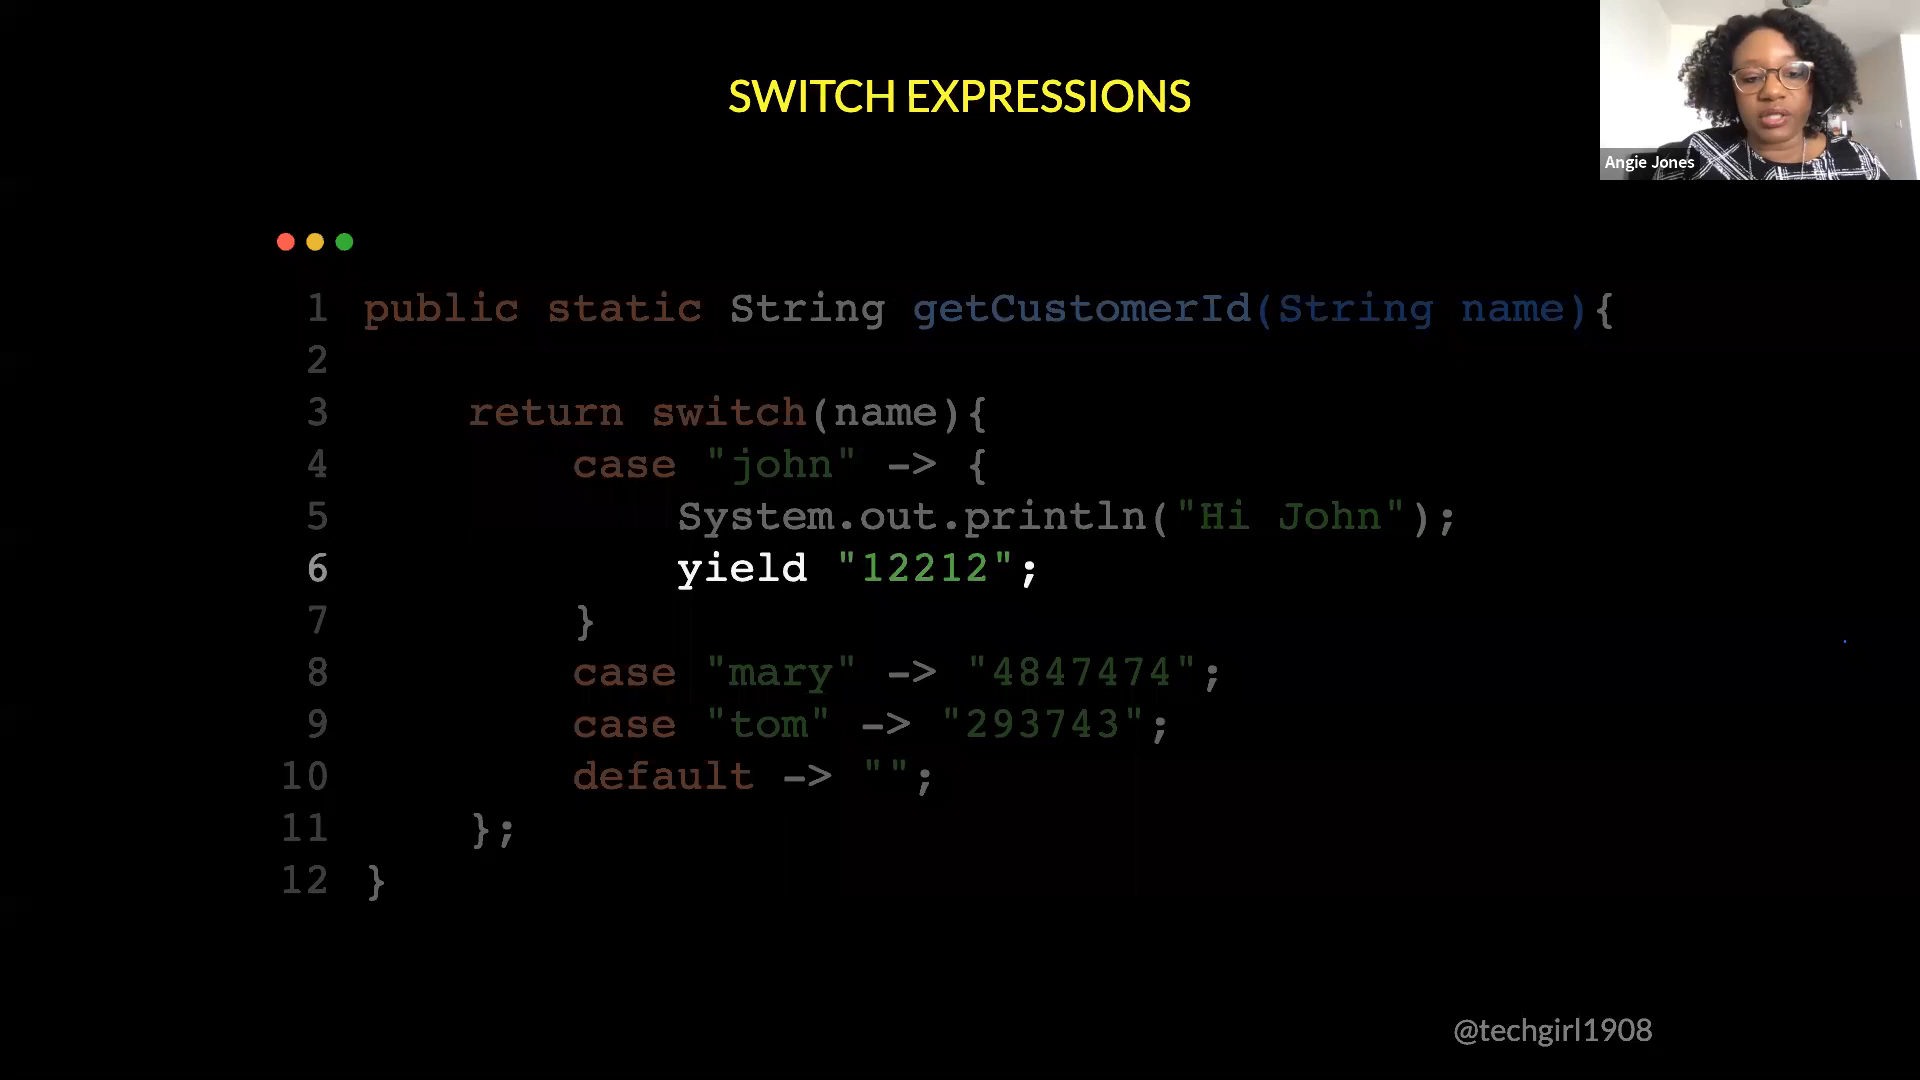 SWITCH EXPRESSIONS
Angie Jones
1 public static String getCustomerId(String name){
2
3 return switch(name){
4 case "john" -> {
5 System.out.println("Hi John");
6 yield "12212";
7 }
8 case "mary" -> "4847474";
9 case "tom" -> "293743";
10 default -> "";
11 };
12 }
@techgirl1908